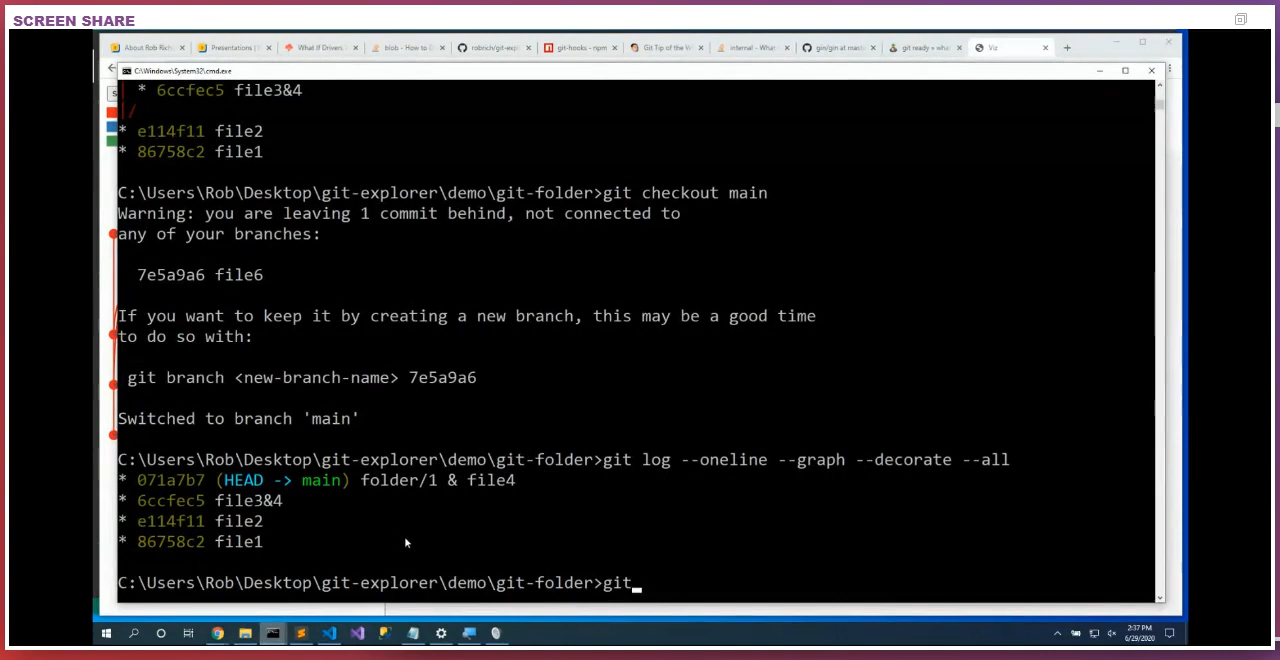 SCREEN SHARE
About Rob Rich
Presentations |
What If Driven.
blob - How to D
robrich/git-expl
git-hooks - npm
Git Tip of the W
internal - What
gin/gin at mast
git ready » wha
Viz
C:\Windows\System32\cmd.exe
* 6ccfec5 file3&4
|/
* e114f11 file2
* 86758c2 file1
C:\Users\Rob\Desktop\git-explorer\demo\git-folder>git checkout main
Warning: you are leaving 1 commit behind, not connected to
any of your branches:
7e5a9a6 file6
If you want to keep it by creating a new branch, this may be a good time
to do so with:
git branch <new-branch-name> 7e5a9a6
Switched to branch 'main'
C:\Users\Rob\Desktop\git-explorer\demo\git-folder>git log --oneline --graph --decorate --all
* 071a7b7 (HEAD -> main) folder/1 & file4
* 6ccfec5 file3&4
* e114f11 file2
* 86758c2 file1
C:\Users\Rob\Desktop\git-explorer\demo\git-folder>git
2:37 PM
6/29/2020